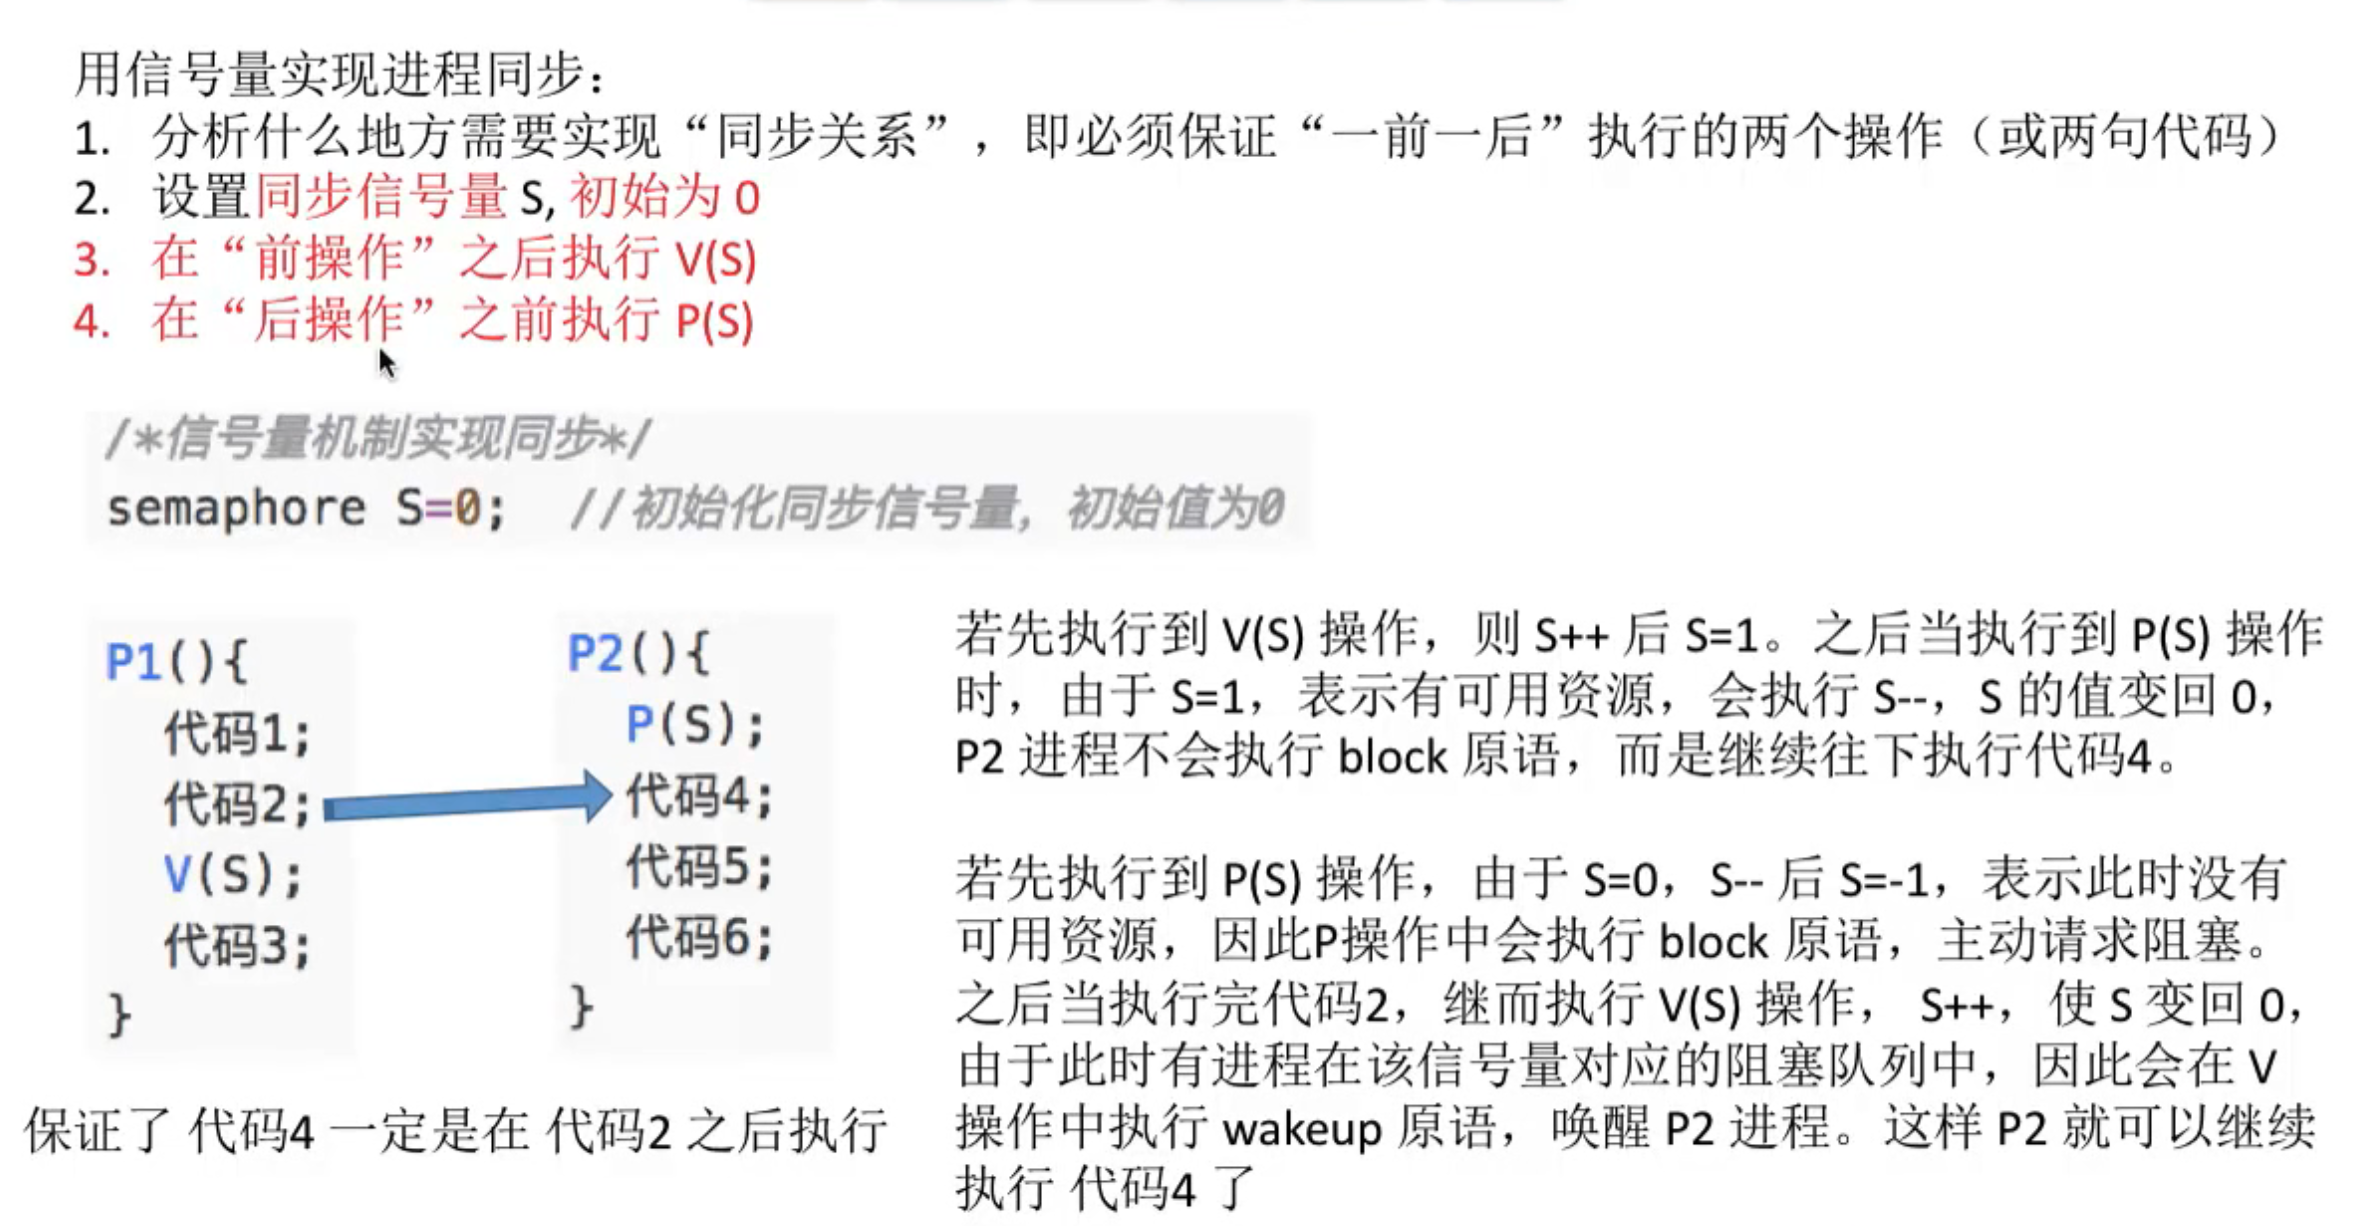 用信号量实现进程同步：
1. 分析什么地方需要实现“同步关系”，即必须保证“一前一后”执行的两个操作（或两句代码）
2. 设置同步信号量 S, 初始为 0
3. 在“前操作”之后执行 V(S)
4. 在“后操作”之前执行 P(S)
/*信号量机制实现同步*/
semaphore S=0; //初始化同步信号量，初始值为0
P1(){
代码1;
代码2;
V(S);
代码3;
}
P2(){
P(S);
代码4;
代码5;
代码6;
}
保证了 代码4 一定是在 代码2 之后执行
若先执行到 V(S) 操作，则 S++ 后 S=1。之后当执行到 P(S) 操作
时，由于 S=1，表示有可用资源，会执行 S--，S 的值变回 0，
P2 进程不会执行 block 原语，而是继续往下执行代码4。
若先执行到 P(S) 操作，由于 S=0，S-- 后 S=-1，表示此时没有
可用资源，因此P操作中会执行 block 原语，主动请求阻塞。
之后当执行完代码2，继而执行 V(S) 操作， S++，使 S 变回 0，
由于此时有进程在该信号量对应的阻塞队列中，因此会在 V
操作中执行 wakeup 原语，唤醒 P2 进程。这样 P2 就可以继续
执行 代码4 了